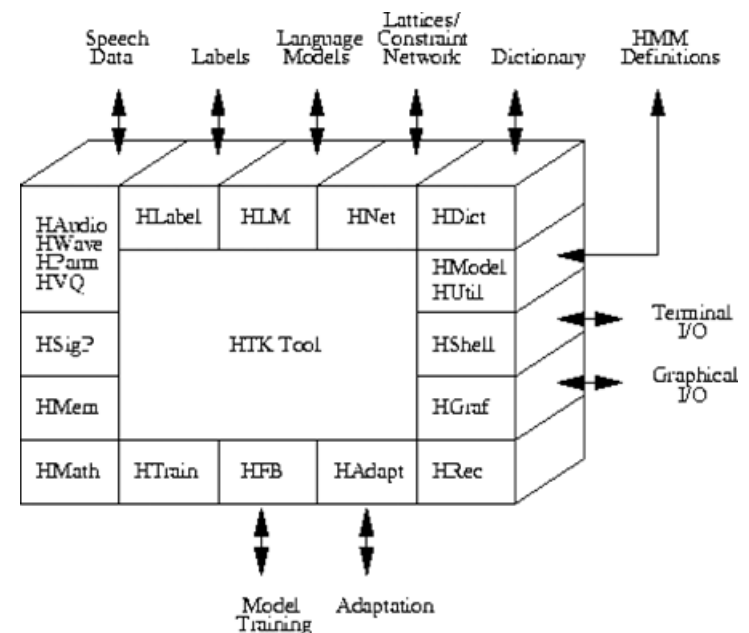 Speech
Data
Labels
Language
Models
Lattices/
Constraint
Network
Dictionary
HMM
Definitions
HAudio
HWave
HParm
HVQ
HLabel
HLM
HNet
HDict
HModel
HUtil
HSigP
HTK Tool
HShell
Terminal
I/O
HMem
HGraf
Graphical
I/O
HMath
HTrain
HFB
HAdapt
HRec
Model
Training
Adaptation